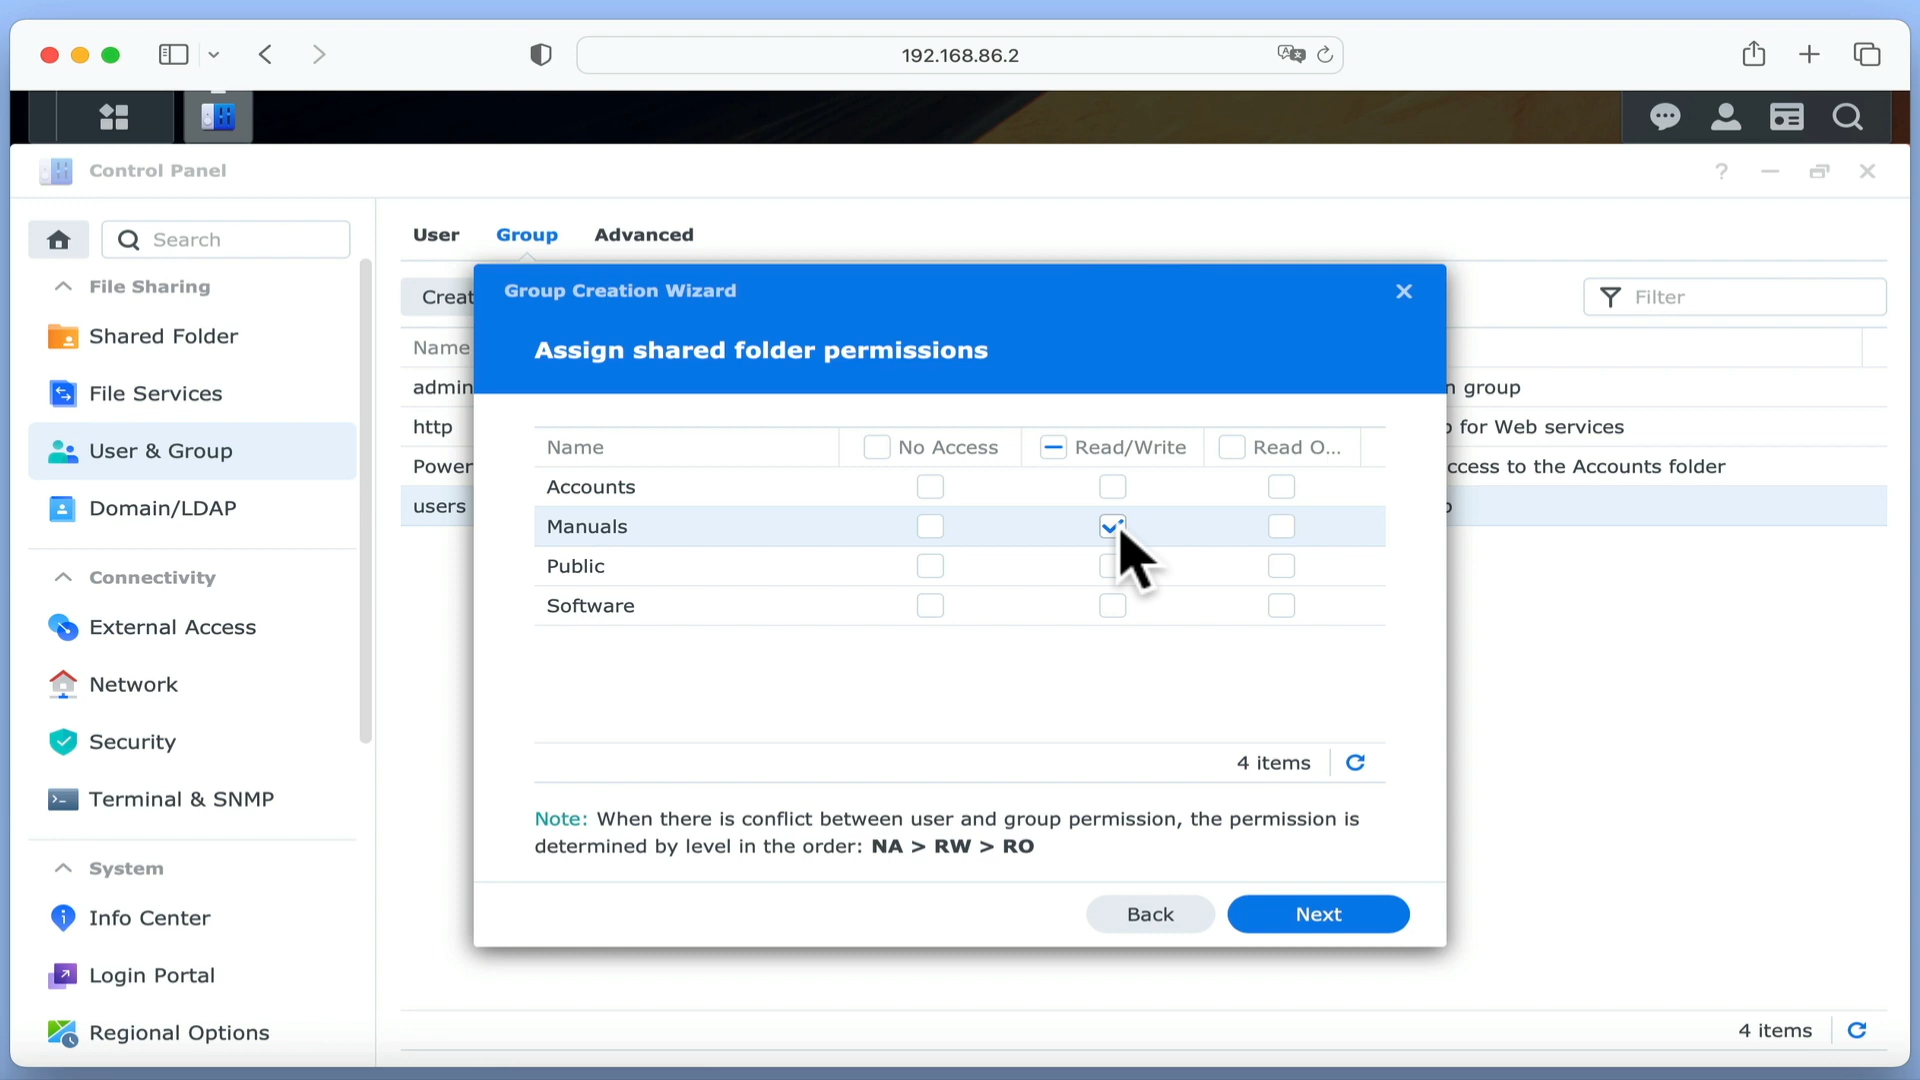 192.168.86.2
Control Panel
Search
File Sharing
Shared Folder
File Services
User & Group
Domain/LDAP
Connectivity
External Access
Network
Security
Terminal & SNMP
System
Info Center
Login Portal
Regional Options
User Group Advanced
Creat
Filter
Name
admin
n group
http
for Web services
Power
ccess to the Accounts folder
users
Group Creation Wizard
Assign shared folder permissions
Name No Access Read/Write Read O...
Accounts
Manuals
Public
Software
4 items
Note: When there is conflict between user and group permission, the permission is
determined by level in the order: NA > RW > RO
Back Next
4 items